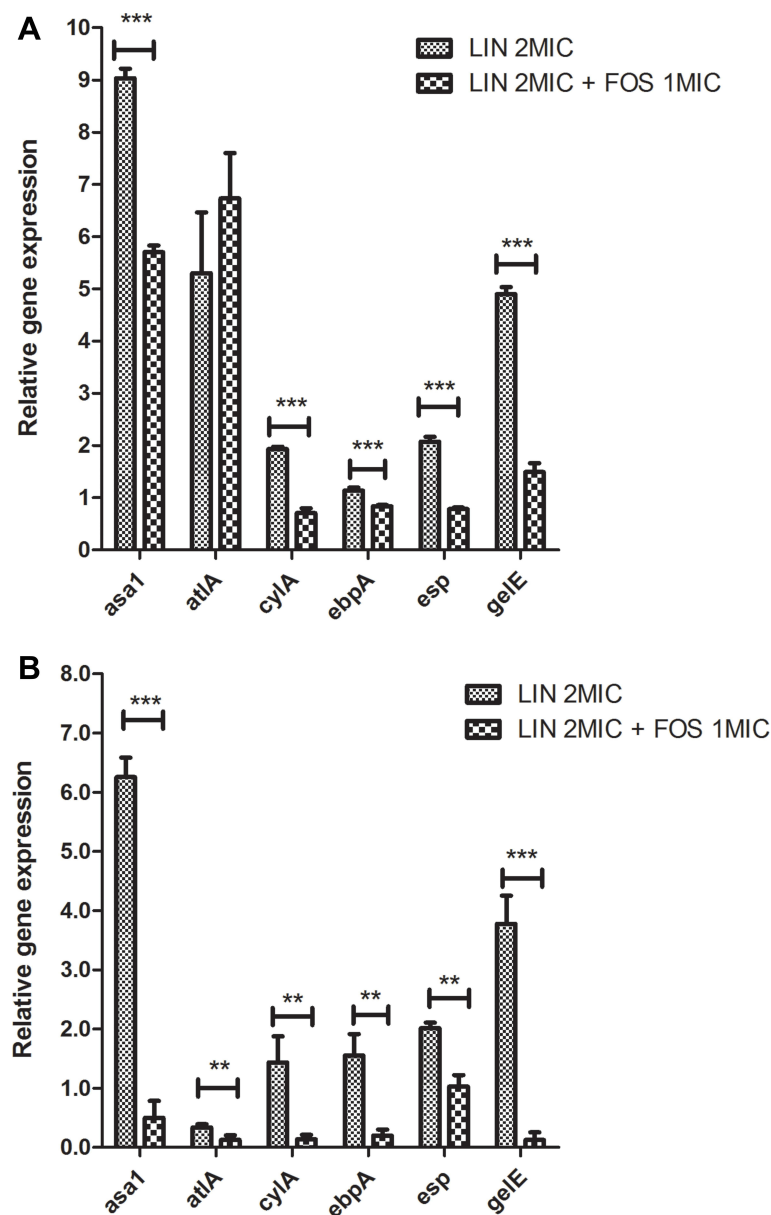 A
10
9
8
7
6
5
4
3
2
1
0
Relative gene expression
***
***
***
***
***
LIN 2MIC
LIN 2MIC + FOS 1MIC
asa1
atlA
cylA
ebpA
esp
gelE
B
8.0
7.0
6.0
5.0
4.0
3.0
2.0
1.0
0.0
Relative gene expression
***
**
**
**
**
***
LIN 2MIC
LIN 2MIC + FOS 1MIC
asa1
atlA
cylA
ebpA
esp
gelE